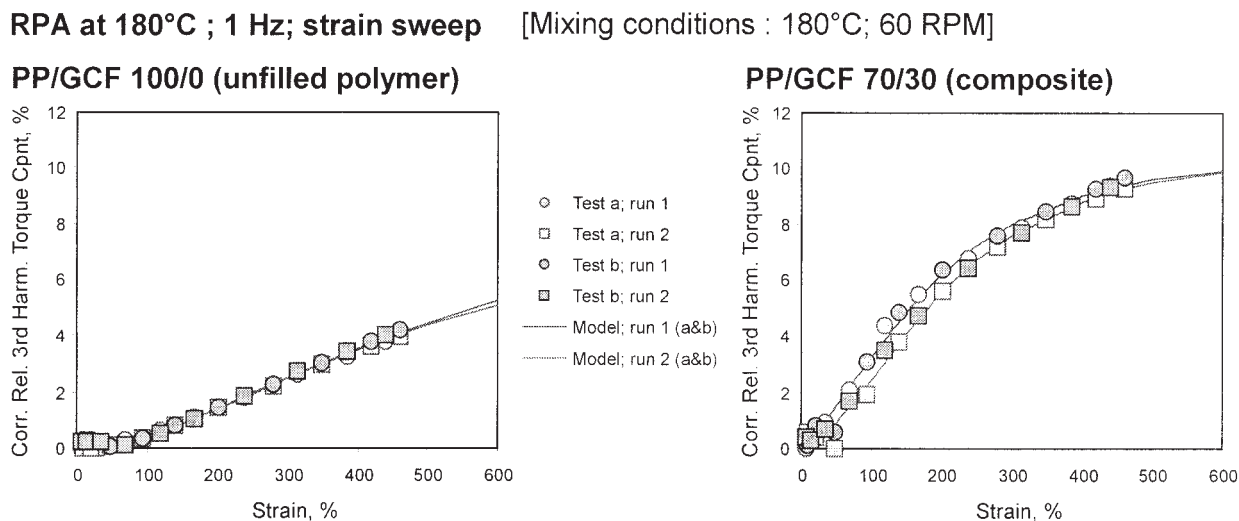 RPA at 180°C ; 1 Hz; strain sweep [Mixing conditions : 180°C; 60 RPM]
PP/GCF 100/0 (unfilled polymer)
PP/GCF 70/30 (composite)
Corr. Rel. 3rd Harm. Torque Cpnt, %
12
10
8
6
4
2
0
0 100 200 300 400 500 600
Strain, %
Test a; run 1
Test a; run 2
Test b; run 1
Test b; run 2
Model; run 1 (a&b)
Model; run 2 (a&b)
Corr. Rel. 3rd Harm. Torque Cpnt, %
12
10
8
6
4
2
0
0 100 200 300 400 500 600
Strain, %